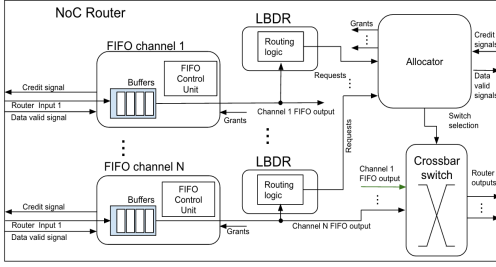 NoC Router
FIFO channel 1
Credit signal
Router Input 1
Data valid signal
Buffers
FIFO
Control
Unit
Grants
Channel 1 FIFO output
LBDR
Routing
logic
Requests
Grants
Allocator
Credit
signals
Data
valid
signals
Switch
selection
FIFO channel N
Credit signal
Router Input 1
Data valid signal
Buffers
FIFO
Control
Unit
Grants
Channel N FIFO output
LBDR
Routing
logic
Requests
Channel 1
FIFO output
Crossbar
switch
Router
outputs